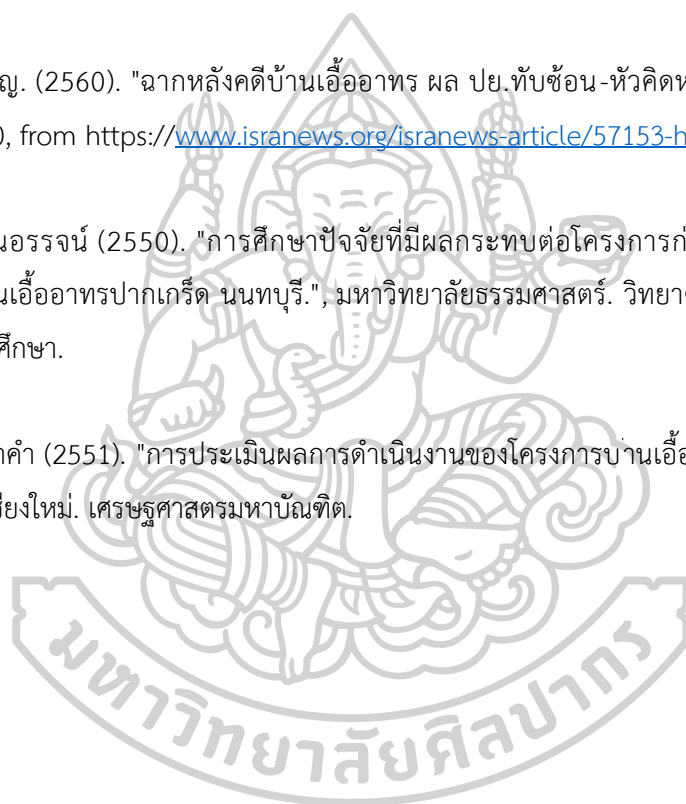 ญ. (2560). "ฉากหลังคดีบ้านเอื้ออาทร ผล ปย.ทับซ้อน-หัวคิดห
), from https://www.isranews.org/isranews-article/57153-h
นอรรจน์ (2550). "การศึกษาปัจจัยที่มีผลกระทบต่อโครงการก่
นเอื้ออาทรปากเกร็ด นนทบุรี.", มหาวิทยาลัยธรรมศาสตร์. วิทยา
ศึกษา.
าคำ (2551). "การประเมินผลการดำเนินงานของโครงการบ่านเอื้อ
ชียงใหม่. เศรษฐศาสตรมหาบัณฑิต.
มหาวิทยาลัยศิลปากร